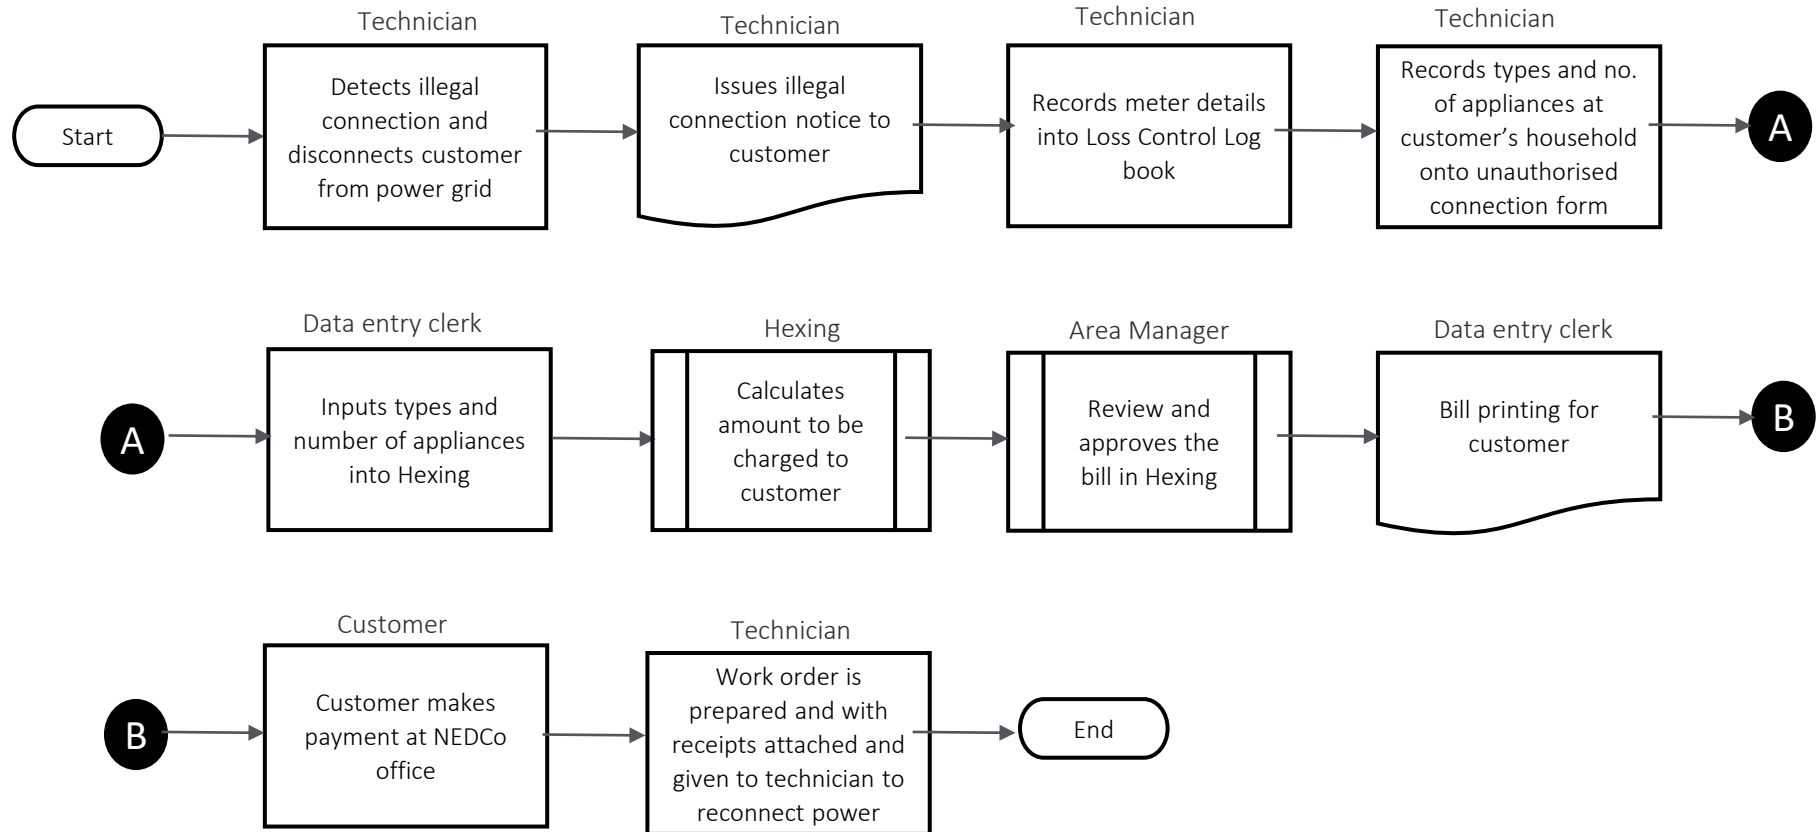 Technician
Technician
Technician
Technician
Start
Detects illegal
connection and
disconnects customer
from power grid
Issues illegal
connection notice to
customer
Records meter details
into Loss Control Log
book
Records types and no.
of appliances at
customer’s household
onto unauthorised
connection form
A
Data entry clerk
Hexing
Area Manager
Data entry clerk
A
Inputs types and
number of appliances
into Hexing
Calculates
amount to be
charged to
customer
Review and
approves the
bill in Hexing
Bill printing for
customer
B
Customer
Technician
B
Customer makes
payment at NEDCo
office
Work order is
prepared and with
receipts attached and
given to technician to
reconnect power
End